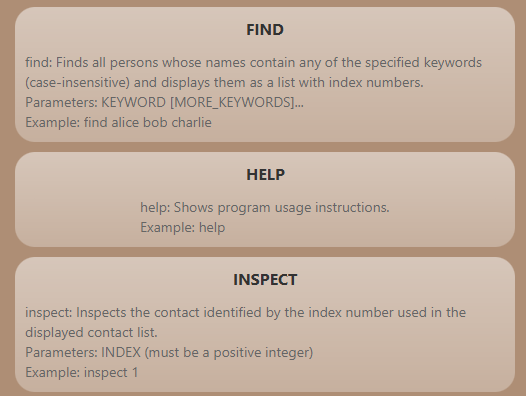 FIND
find: Finds all persons whose names contain any of the specified keywords
(case-insensitive) and displays them as a list with index numbers.
Parameters: KEYWORD [MORE_KEYWORDS]...
Example: find alice bob charlie
HELP
help: Shows program usage instructions.
Example: help
INSPECT
inspect: Inspects the contact identified by the index number used in the
displayed contact list.
Parameters: INDEX (must be a positive integer)
Example: inspect 1